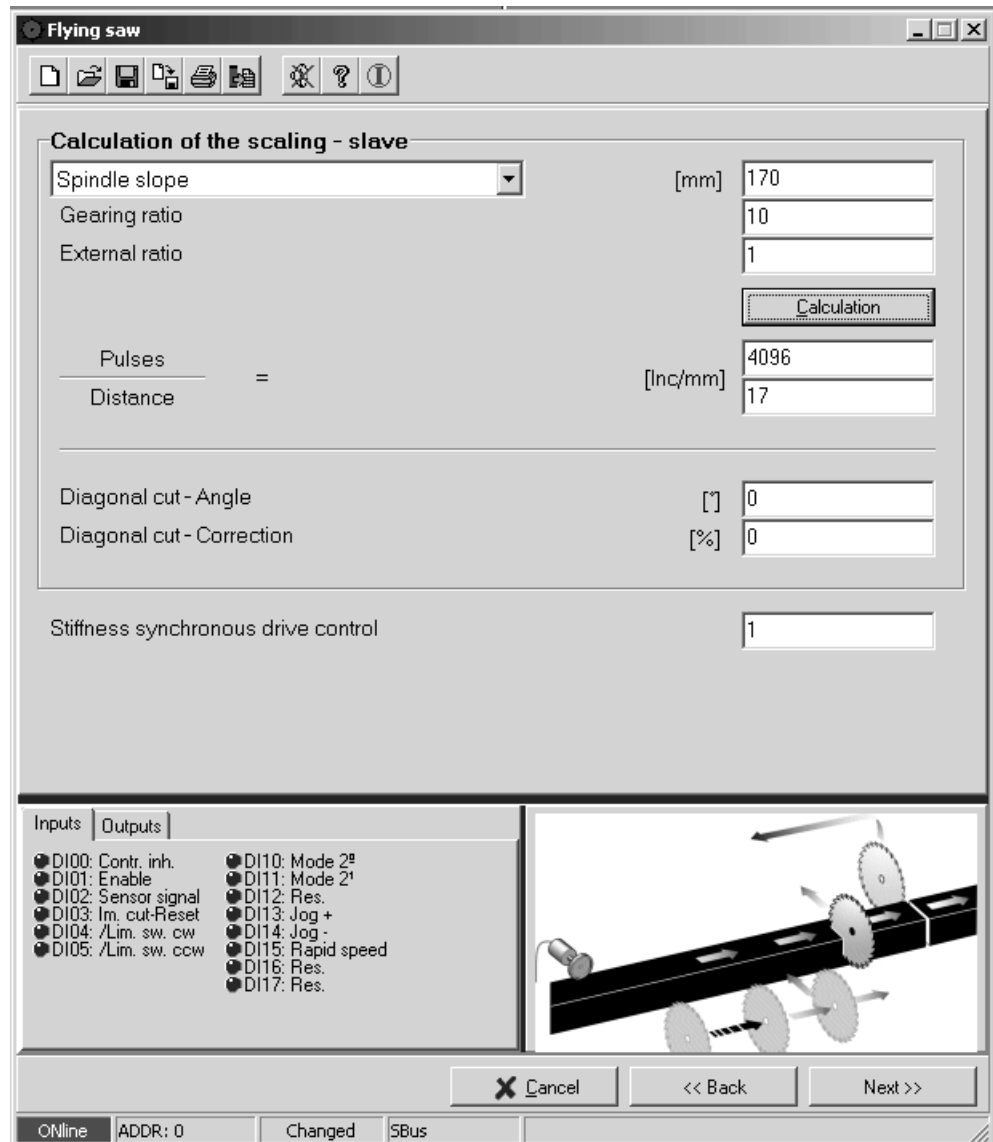 Flying saw
Calculation of the scaling - slave
Spindle slope [mm] 170
Gearing ratio 10
External ratio 1
Calculation
Pulses 4096
= [Inc/mm]
Distance 17
Diagonal cut - Angle [°] 0
Diagonal cut - Correction [%] 0
Stiffness synchronous drive control 1
Inputs Outputs
DI00: Contr. inh. DI10: Mode 2º
DI01: Enable DI11: Mode 2¹
DI02: Sensor signal DI12: Res.
DI03: Im. cut-Reset DI13: Jog +
DI04: /Lim. sw. cw DI14: Jog -
DI05: /Lim. sw. ccw DI15: Rapid speed
DI16: Res.
DI17: Res.
Cancel << Back Next >>
ONline ADDR: 0 Changed SBus